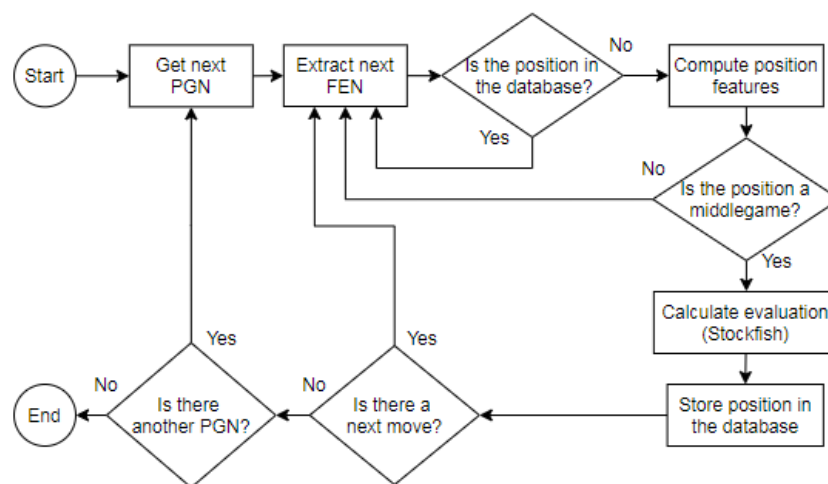 Start
Get next
PGN
Extract next
FEN
Is the position in
the database?
No
Yes
Compute position
features
No
Is the position a
middlegame?
Yes
Calculate evaluation
(Stockfish)
Store position in
the database
Yes
No
Is there a
next move?
Yes
No
Is there
another PGN?
End